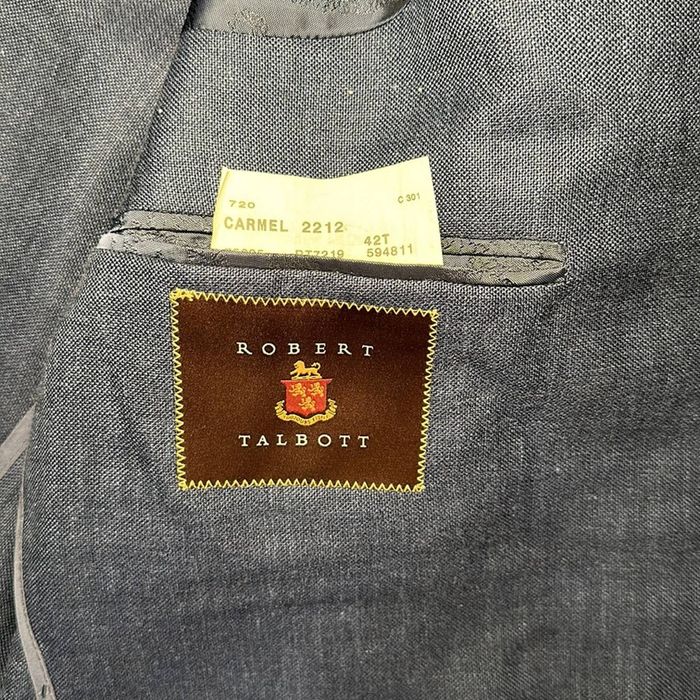 720
C 301
CARMEL 2212
42T
594811
ROBERT
TALBOTT